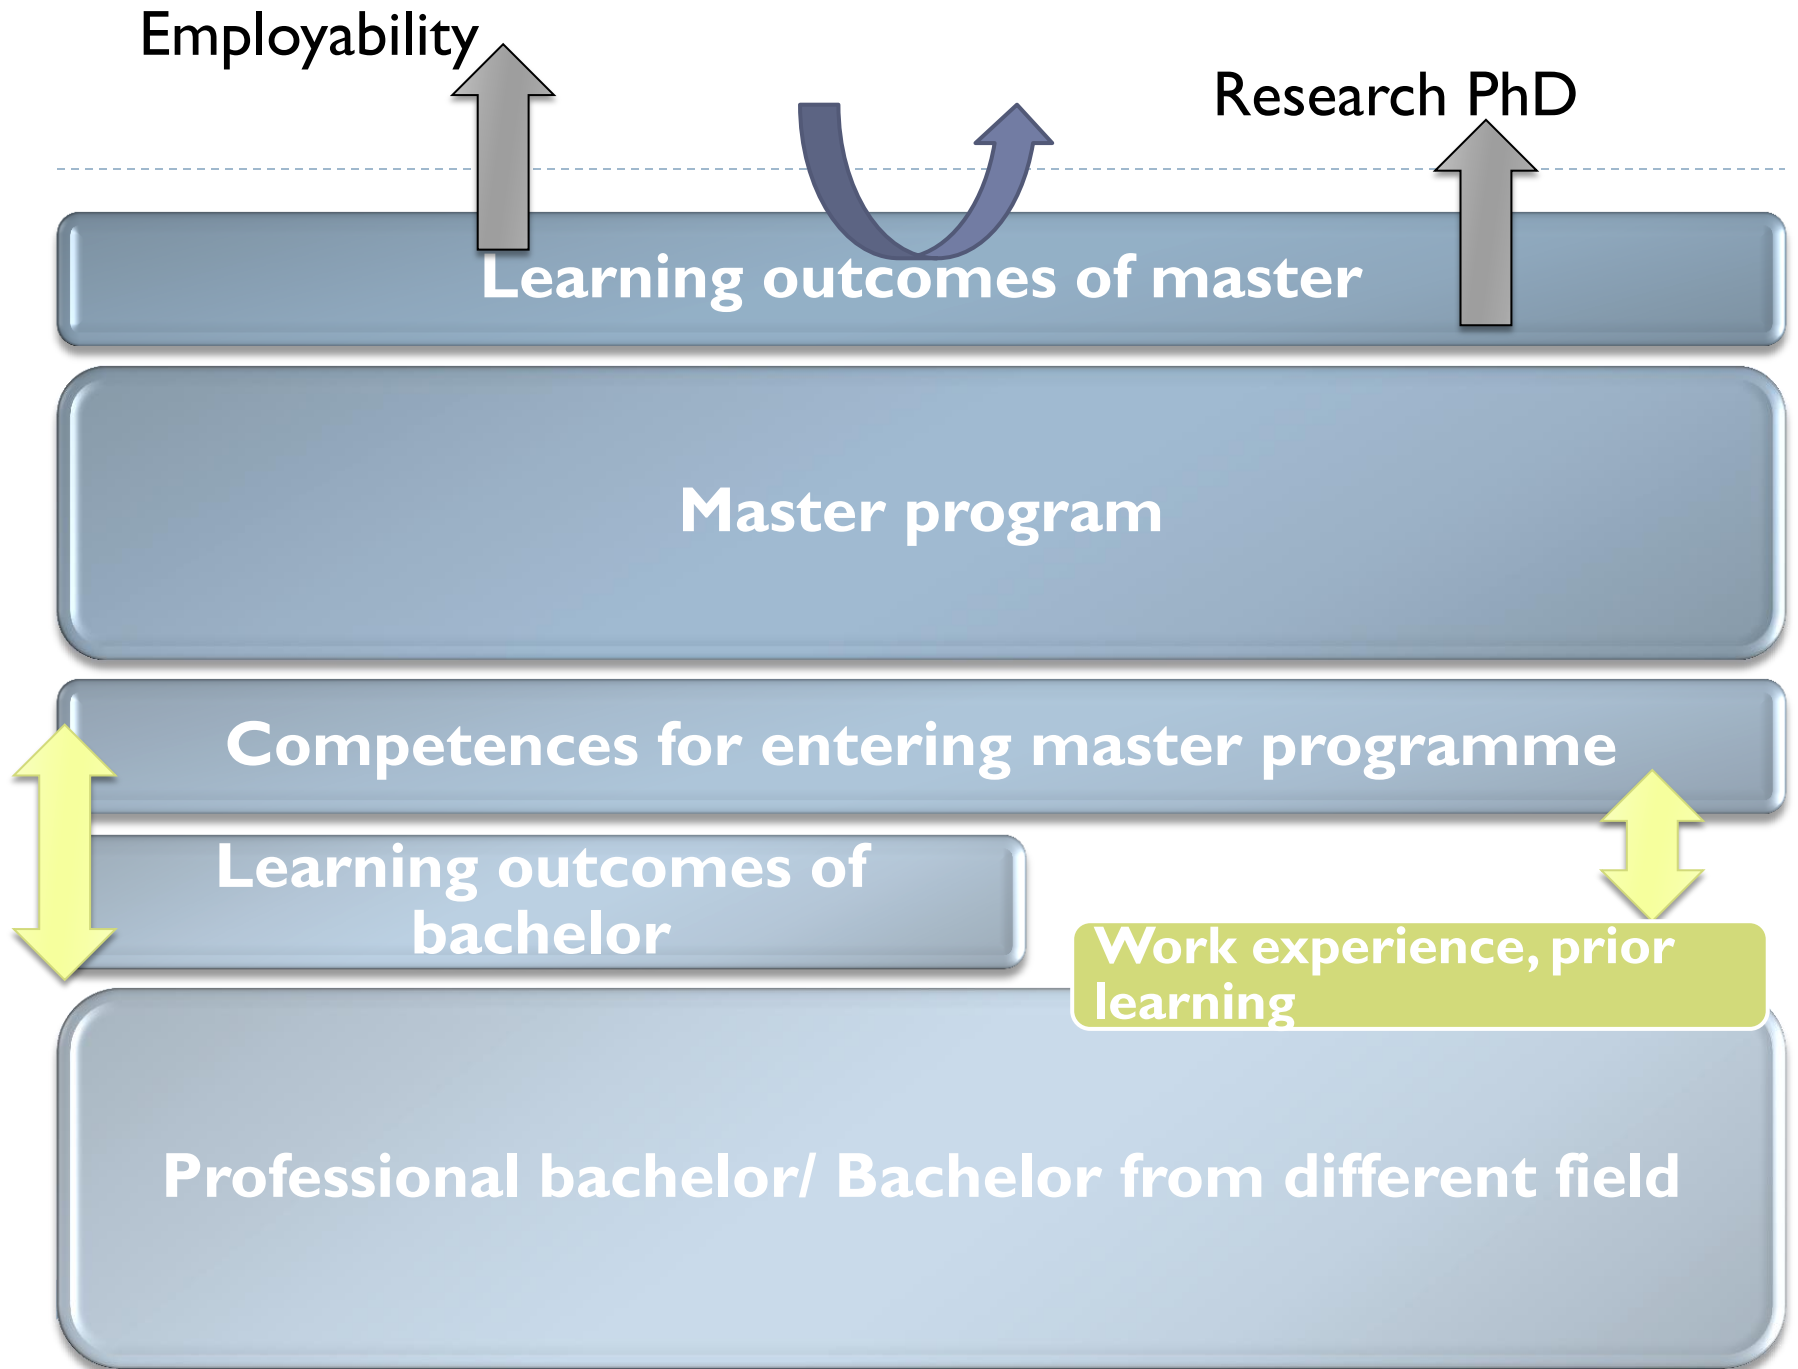 Employability
Research PhD
Learning outcomes of master
Master program
Competences for entering master programme
Learning outcomes of
bachelor
Work experience, prior
learning
Professional bachelor/ Bachelor from different field